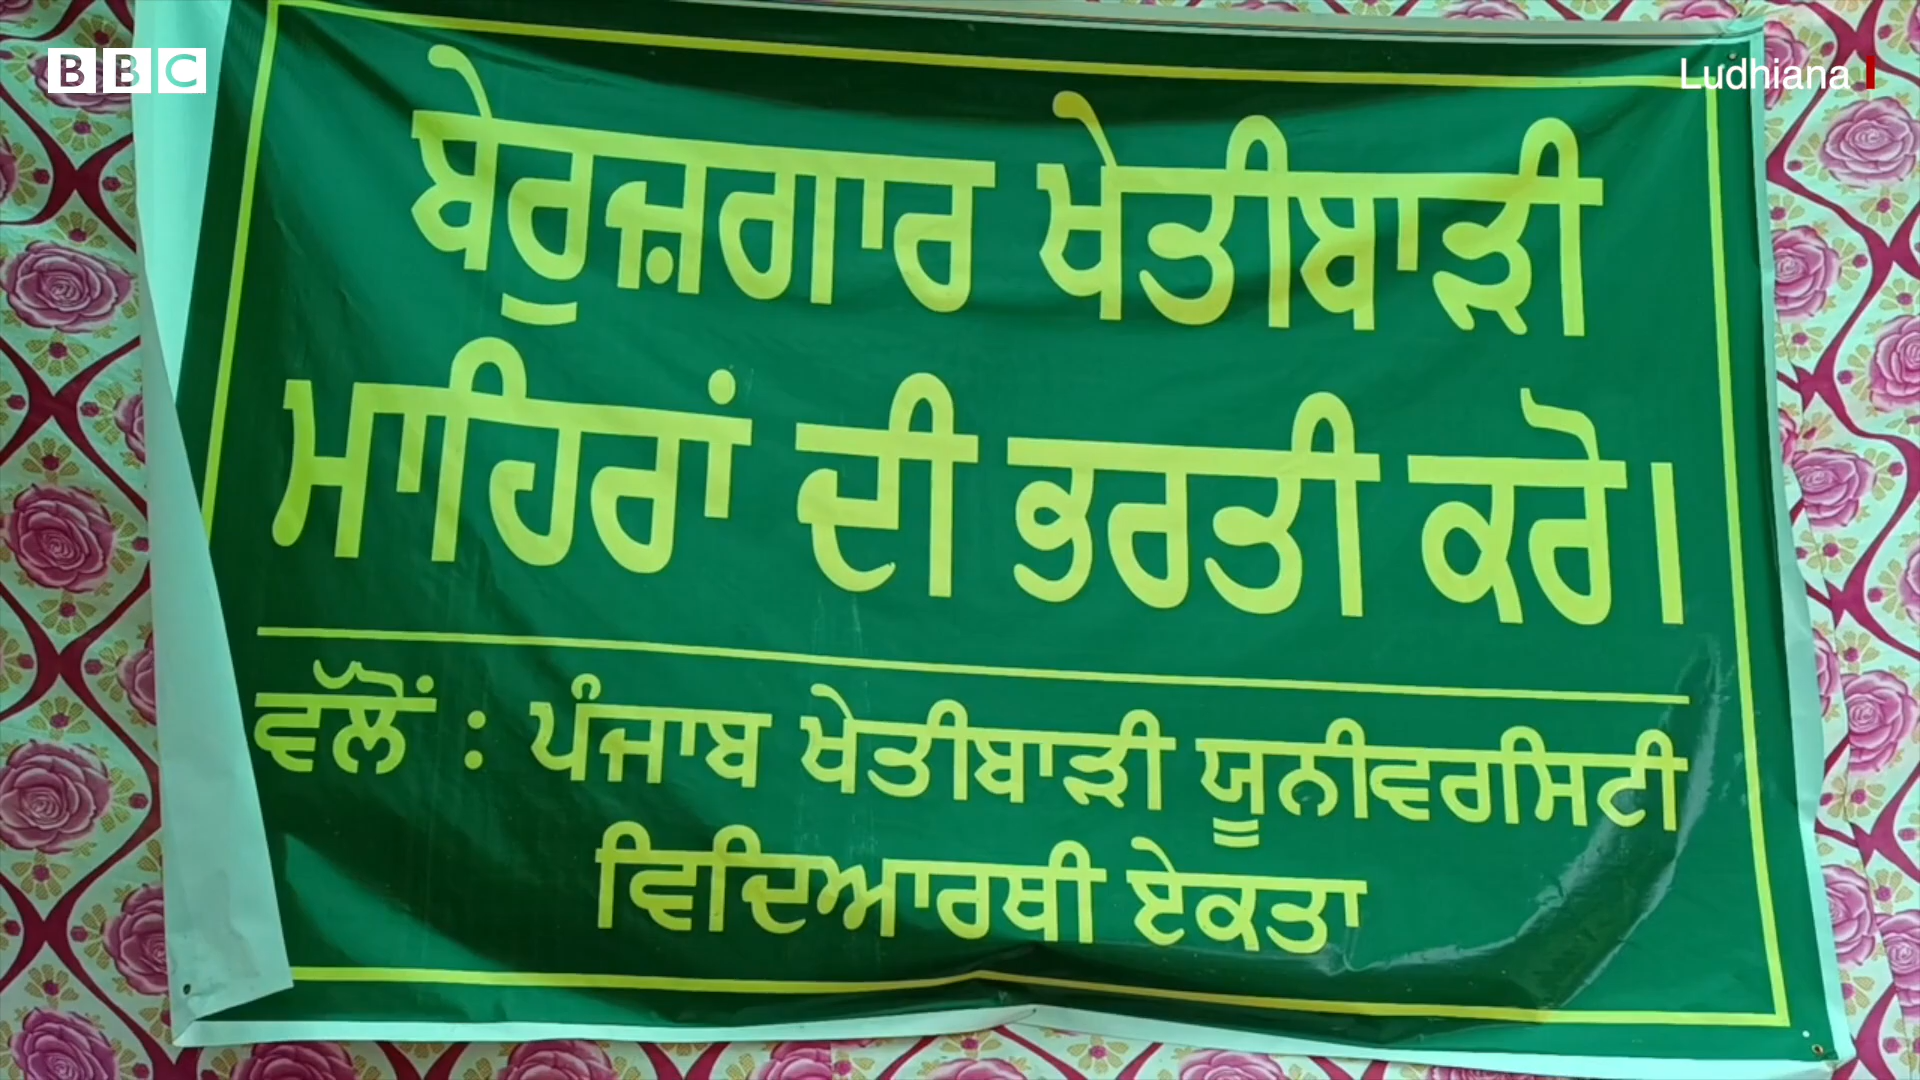 BBC
Ludhiana
ਬੇਰੁਜ਼ਗਾਰ ਖੇਤੀਬਾੜੀ
ਮਾਹਿਰਾਂ ਦੀ ਭਰਤੀ ਕਰੋ।
ਵੱਲੋਂ : ਪੰਜਾਬ ਖੇਤੀਬਾੜੀ ਯੂਨੀਵਰਸਿਟੀ
ਵਿਦਿਆਰਥੀ ਏਕਤਾ